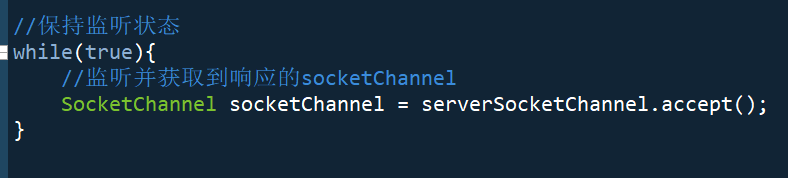 //保持监听状态
while(true){
    //监听并获取到响应的socketChannel
    SocketChannel socketChannel = serverSocketChannel.accept();
}